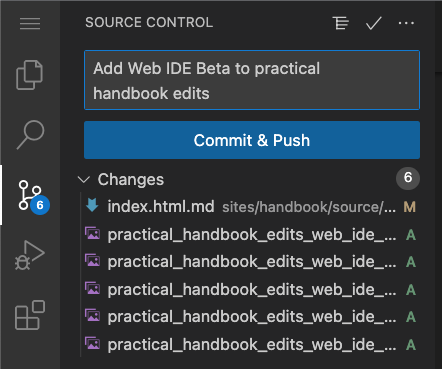 SOURCE CONTROL
Add Web IDE Beta to practical
handbook edits
Commit & Push
Changes 6
index.html.md sites/handbook/source/... M
practical_handbook_edits_web_ide_... A
practical_handbook_edits_web_ide_... A
practical_handbook_edits_web_ide_... A
practical_handbook_edits_web_ide_... A
practical_handbook_edits_web_ide_... A
6